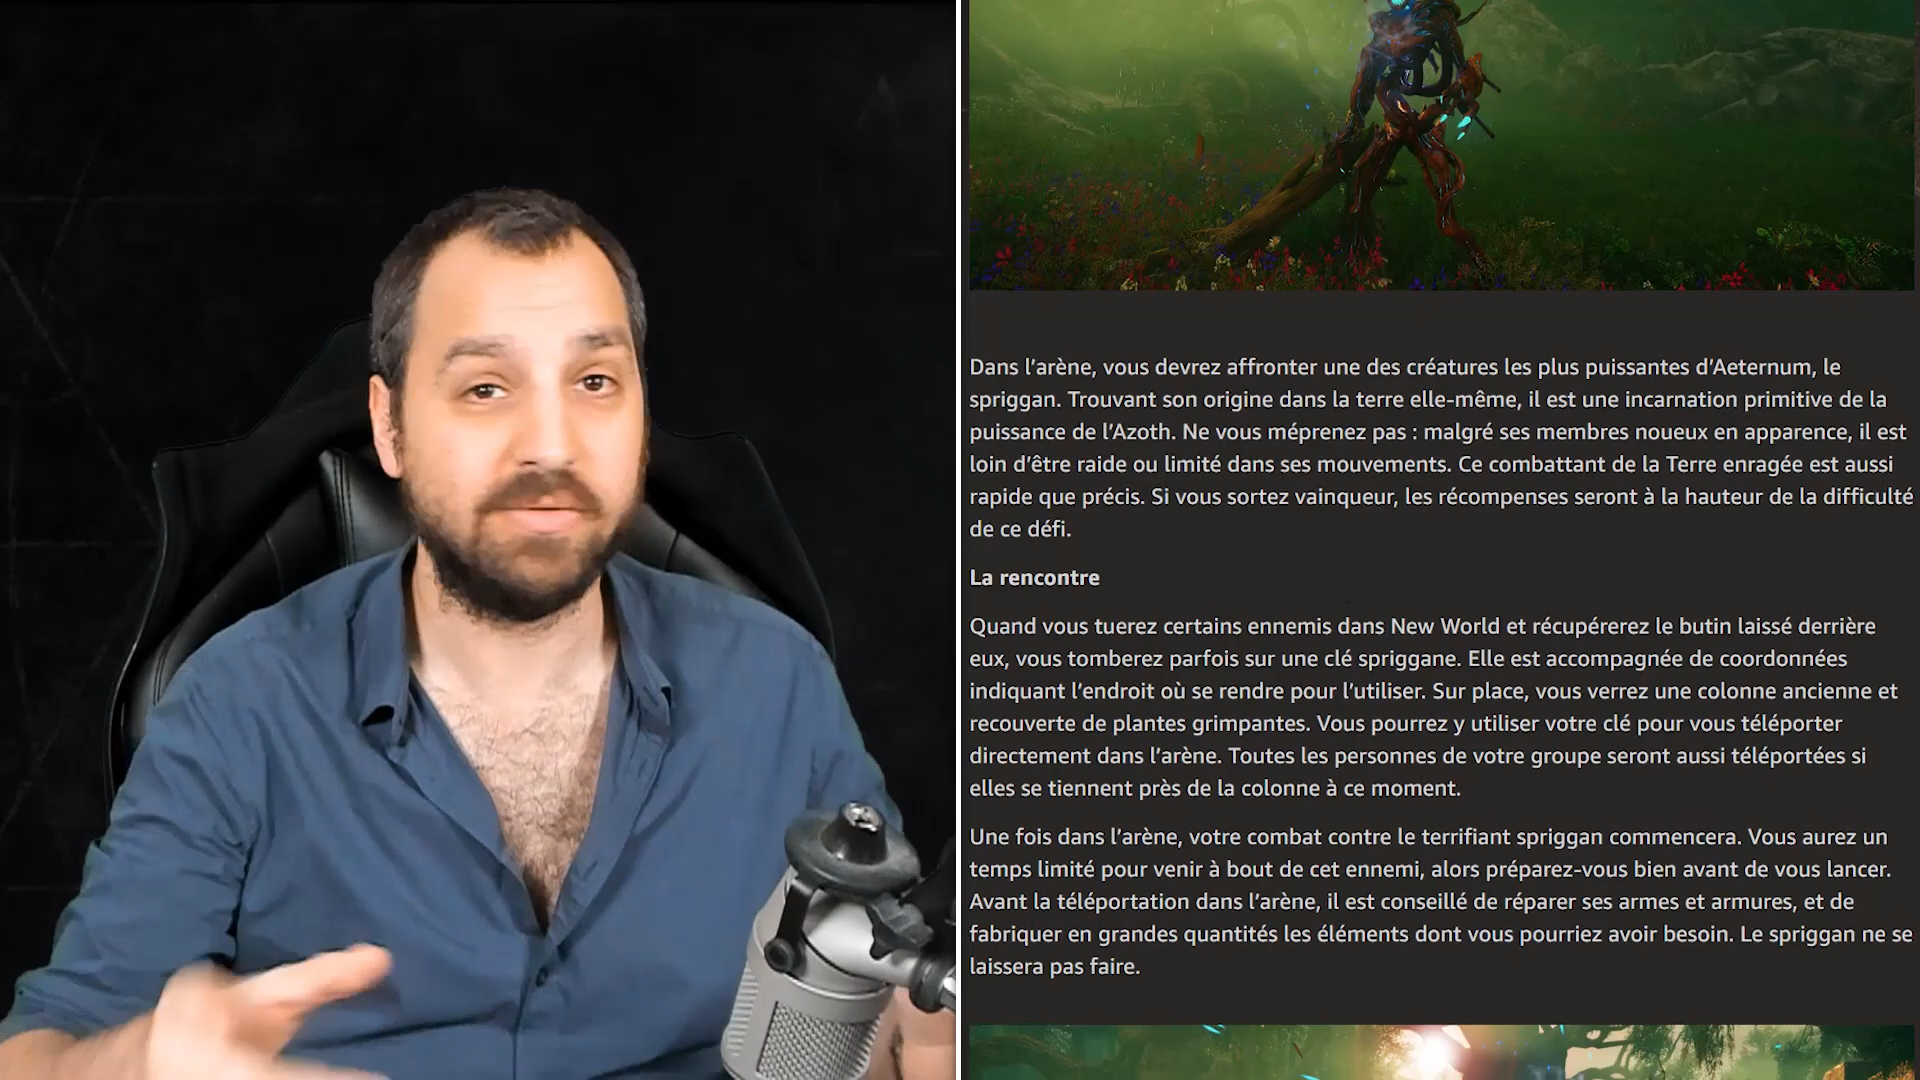 Dans l’arène, vous devrez affronter une des créatures les plus puissantes d’Aeternum, le
spriggan. Trouvant son origine dans la terre elle-même, il est une incarnation primitive de la
puissance de l’Azoth. Ne vous méprenez pas : malgré ses membres noueux en apparence, il est
loin d’être raide ou limité dans ses mouvements. Ce combattant de la Terre enragée est aussi
rapide que précis. Si vous sortez vainqueur, les récompenses seront à la hauteur de la difficulté
de ce défi.
La rencontre
Quand vous tuerez certains ennemis dans New World et récupérerez le butin laissé derrière
eux, vous tomberez parfois sur une clé spriggane. Elle est accompagnée de coordonnées
indiquant l’endroit où se rendre pour l’utiliser. Sur place, vous verrez une colonne ancienne et
recouverte de plantes grimpantes. Vous pourrez y utiliser votre clé pour vous téléporter
directement dans l’arène. Toutes les personnes de votre groupe seront aussi téléportées si
elles se tiennent près de la colonne à ce moment.
Une fois dans l’arène, votre combat contre le terrifiant spriggan commencera. Vous aurez un
temps limité pour venir à bout de cet ennemi, alors préparez-vous bien avant de vous lancer.
Avant la téléportation dans l’arène, il est conseillé de réparer ses armes et armures, et de
fabriquer en grandes quantités les éléments dont vous pourriez avoir besoin. Le spriggan ne se
laissera pas faire.